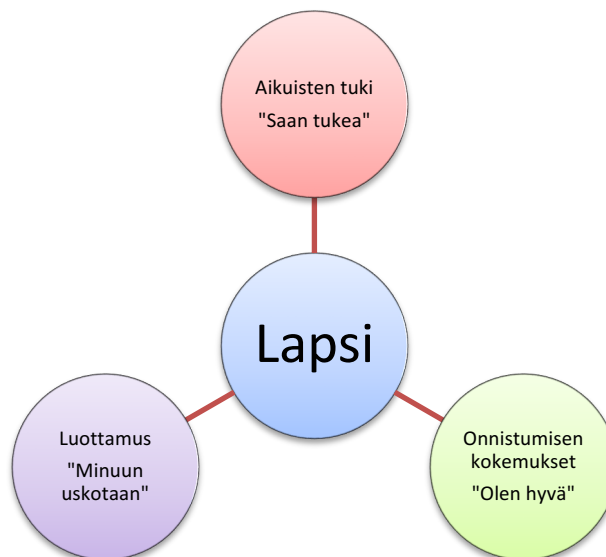 Aikuisten tuki
"Saan tukea"
Lapsi
Luottamus
"Minuun
uskotaan"
Onnistumisen
kokemukset
"Olen hyvä"